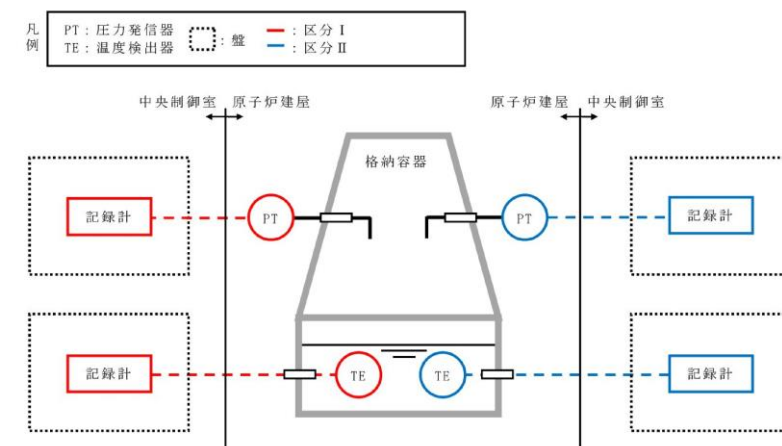 凡例
PT：圧力発信器
TE：温度検出器
：盤
：区分Ⅰ
：区分Ⅱ
中央制御室
原子炉建屋
原子炉建屋
中央制御室
格納容器
記録計
PT
PT
記録計
記録計
TE
TE
記録計